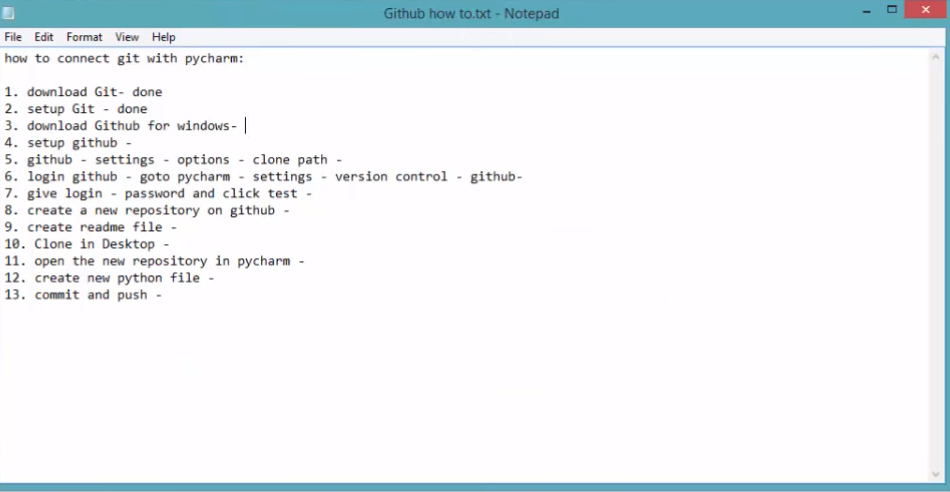 Github how to.txt - Notepad
File Edit Format View Help
how to connect git with pycharm:
1. download Git- done
2. setup Git - done
3. download Github for windows-
4. setup github -
5. github - settings - options - clone path -
6. login github - goto pycharm - settings - version control - github-
7. give login - password and click test -
8. create a new repository on github -
9. create readme file -
10. Clone in Desktop -
11. open the new repository in pycharm -
12. create new python file -
13. commit and push -